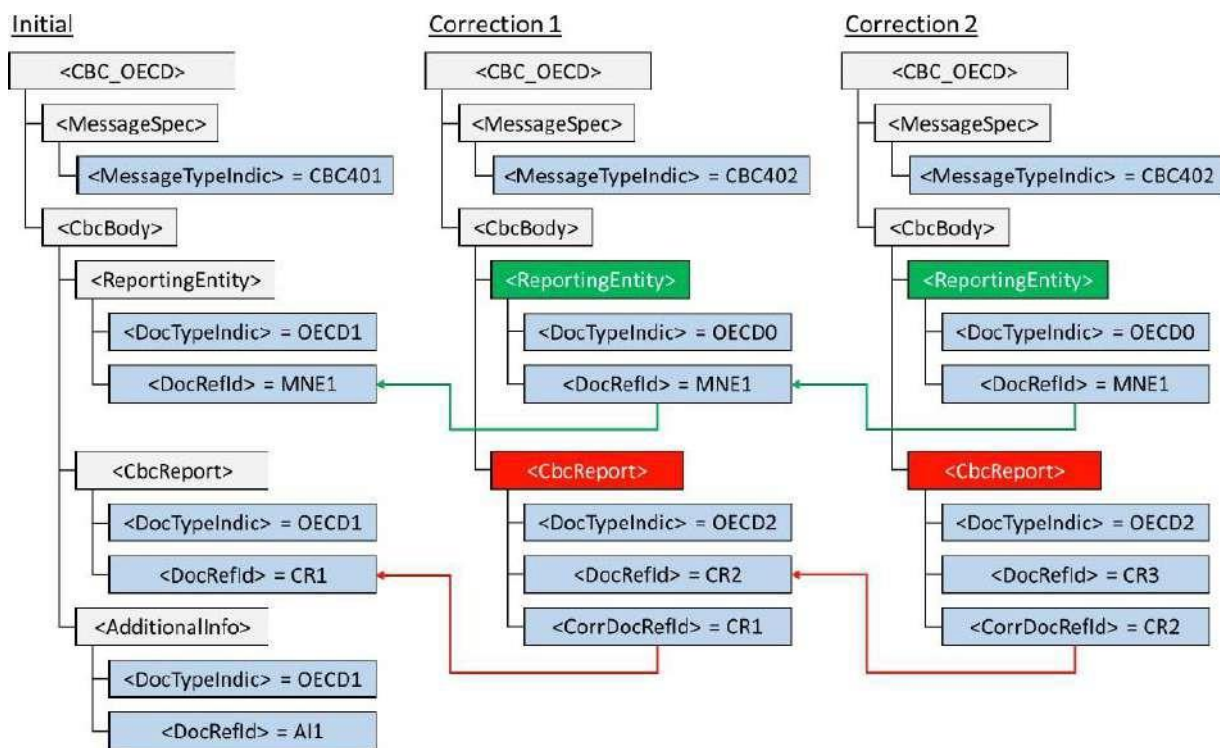 Initial
<CBC_OECD>
<MessageSpec>
<MessageTypeIndic> = CBC401
<CbcBody>
<ReportingEntity>
<DocTypeIndic> = OECD1
<DocRefId> = MNE1
<CbcReport>
<DocTypeIndic> = OECD1
<DocRefId> = CR1
<AdditionalInfo>
<DocTypeIndic> = OECD1
<DocRefId> = AI1
Correction 1
<CBC_OECD>
<MessageSpec>
<MessageTypeIndic> = CBC402
<CbcBody>
<ReportingEntity>
<DocTypeIndic> = OECD0
<DocRefId> = MNE1
<CbcReport>
<DocTypeIndic> = OECD2
<DocRefId> = CR2
<CorrDocRefId> = CR1
Correction 2
<CBC_OECD>
<MessageSpec>
<MessageTypeIndic> = CBC402
<CbcBody>
<ReportingEntity>
<DocTypeIndic> = OECD0
<DocRefId> = MNE1
<CbcReport>
<DocTypeIndic> = OECD2
<DocRefId> = CR3
<CorrDocRefId> = CR2